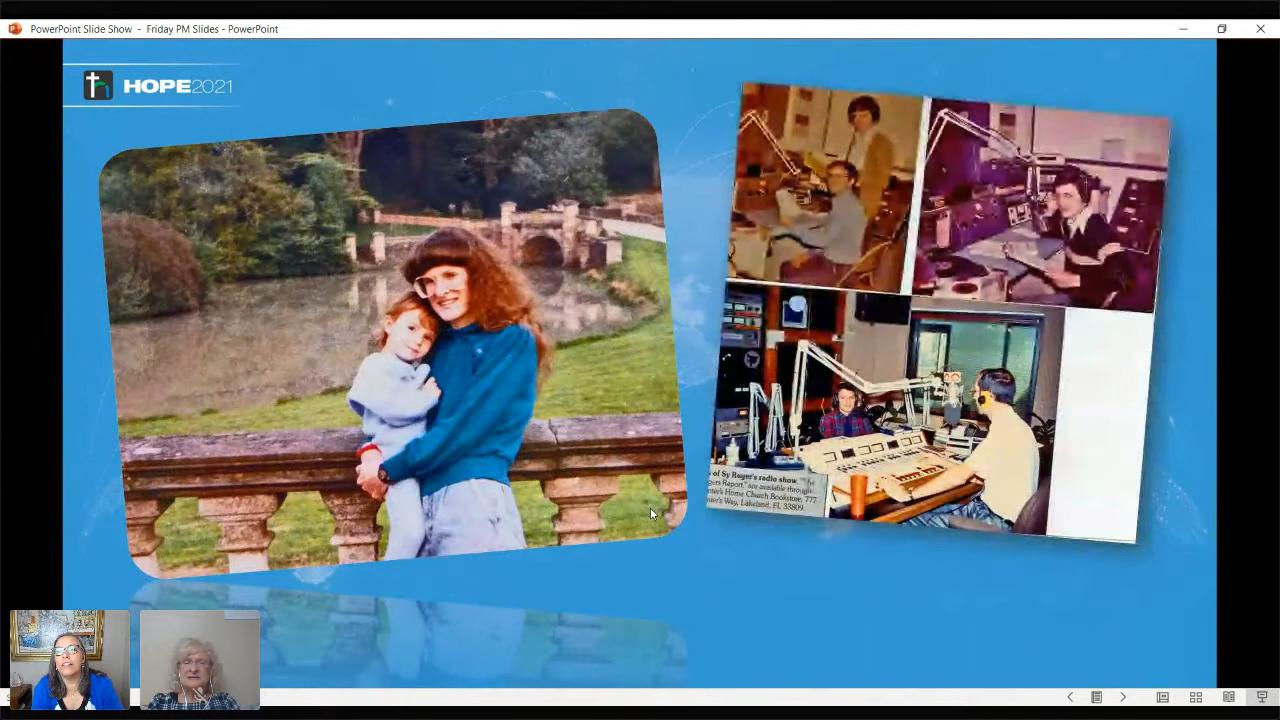 PowerPoint Slide Show - Friday PM Slides - PowerPoint
HOPE2021
of Sy Roger's radio show,
Report," are available through
Home Church Bookstore, 777
Way, Lakeland, FL 33809.